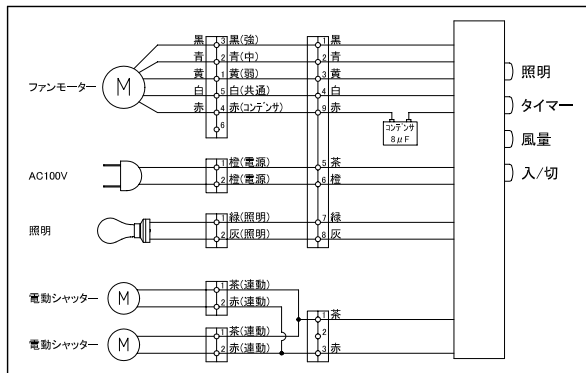 黒 3 黒(強) 1 黒
青 2 青(中) 2 青
ファンモーター M 黄 1 黄(弱) 3 黄
白 5 白(共通) 4 白
赤 4 赤(コンデンサ) 9 赤
6
コンデンサ
8μF
照明
タイマー
風量
入/切
AC100V 1 橙(電源) 5 茶
2 橙(電源) 6 橙
照明 1 緑(照明) 7 緑
2 灰(照明) 8 灰
電動シャッター M 1 茶(連動)
2 赤(連動)
1 茶
2
電動シャッター M 1 茶(連動)
2 赤(連動) 3 赤